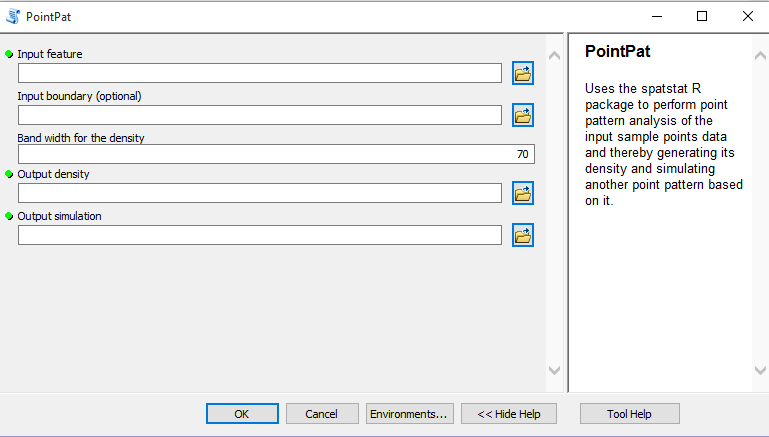 PointPat
Input feature
Input boundary (optional)
Band width for the density
70
Output density
Output simulation
PointPat
Uses the spatstat R
package to perform point
pattern analysis of the
input sample points data
and thereby generating its
density and simulating
another point pattern based
on it.
OK
Cancel
Environments...
<< Hide Help
Tool Help